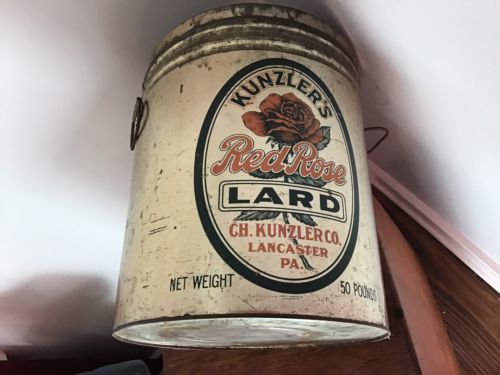 KUNZLER'S
Red Rose
LARD
CH. KUNZLER CO.
LANCASTER
PA.
NET WEIGHT 50 POUNDS